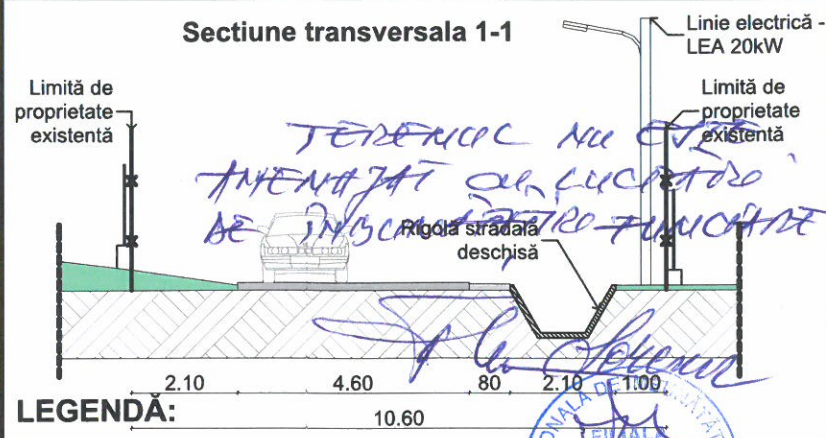 Sectiune transversala 1-1
Linie electrică -
LEA 20kW
Limită de
proprietate
existentă
Limită de
proprietate
existentă
TERENUL NU ESTE
AMENAJAT CU LUCRĂRI
DE ÎMBUNĂTĂȚIRI FUNCIARE
Rigolă stradală
deschisă
2.10 4.60 80 2.10 1.00
10.60
LEGENDĂ:
FILIALA